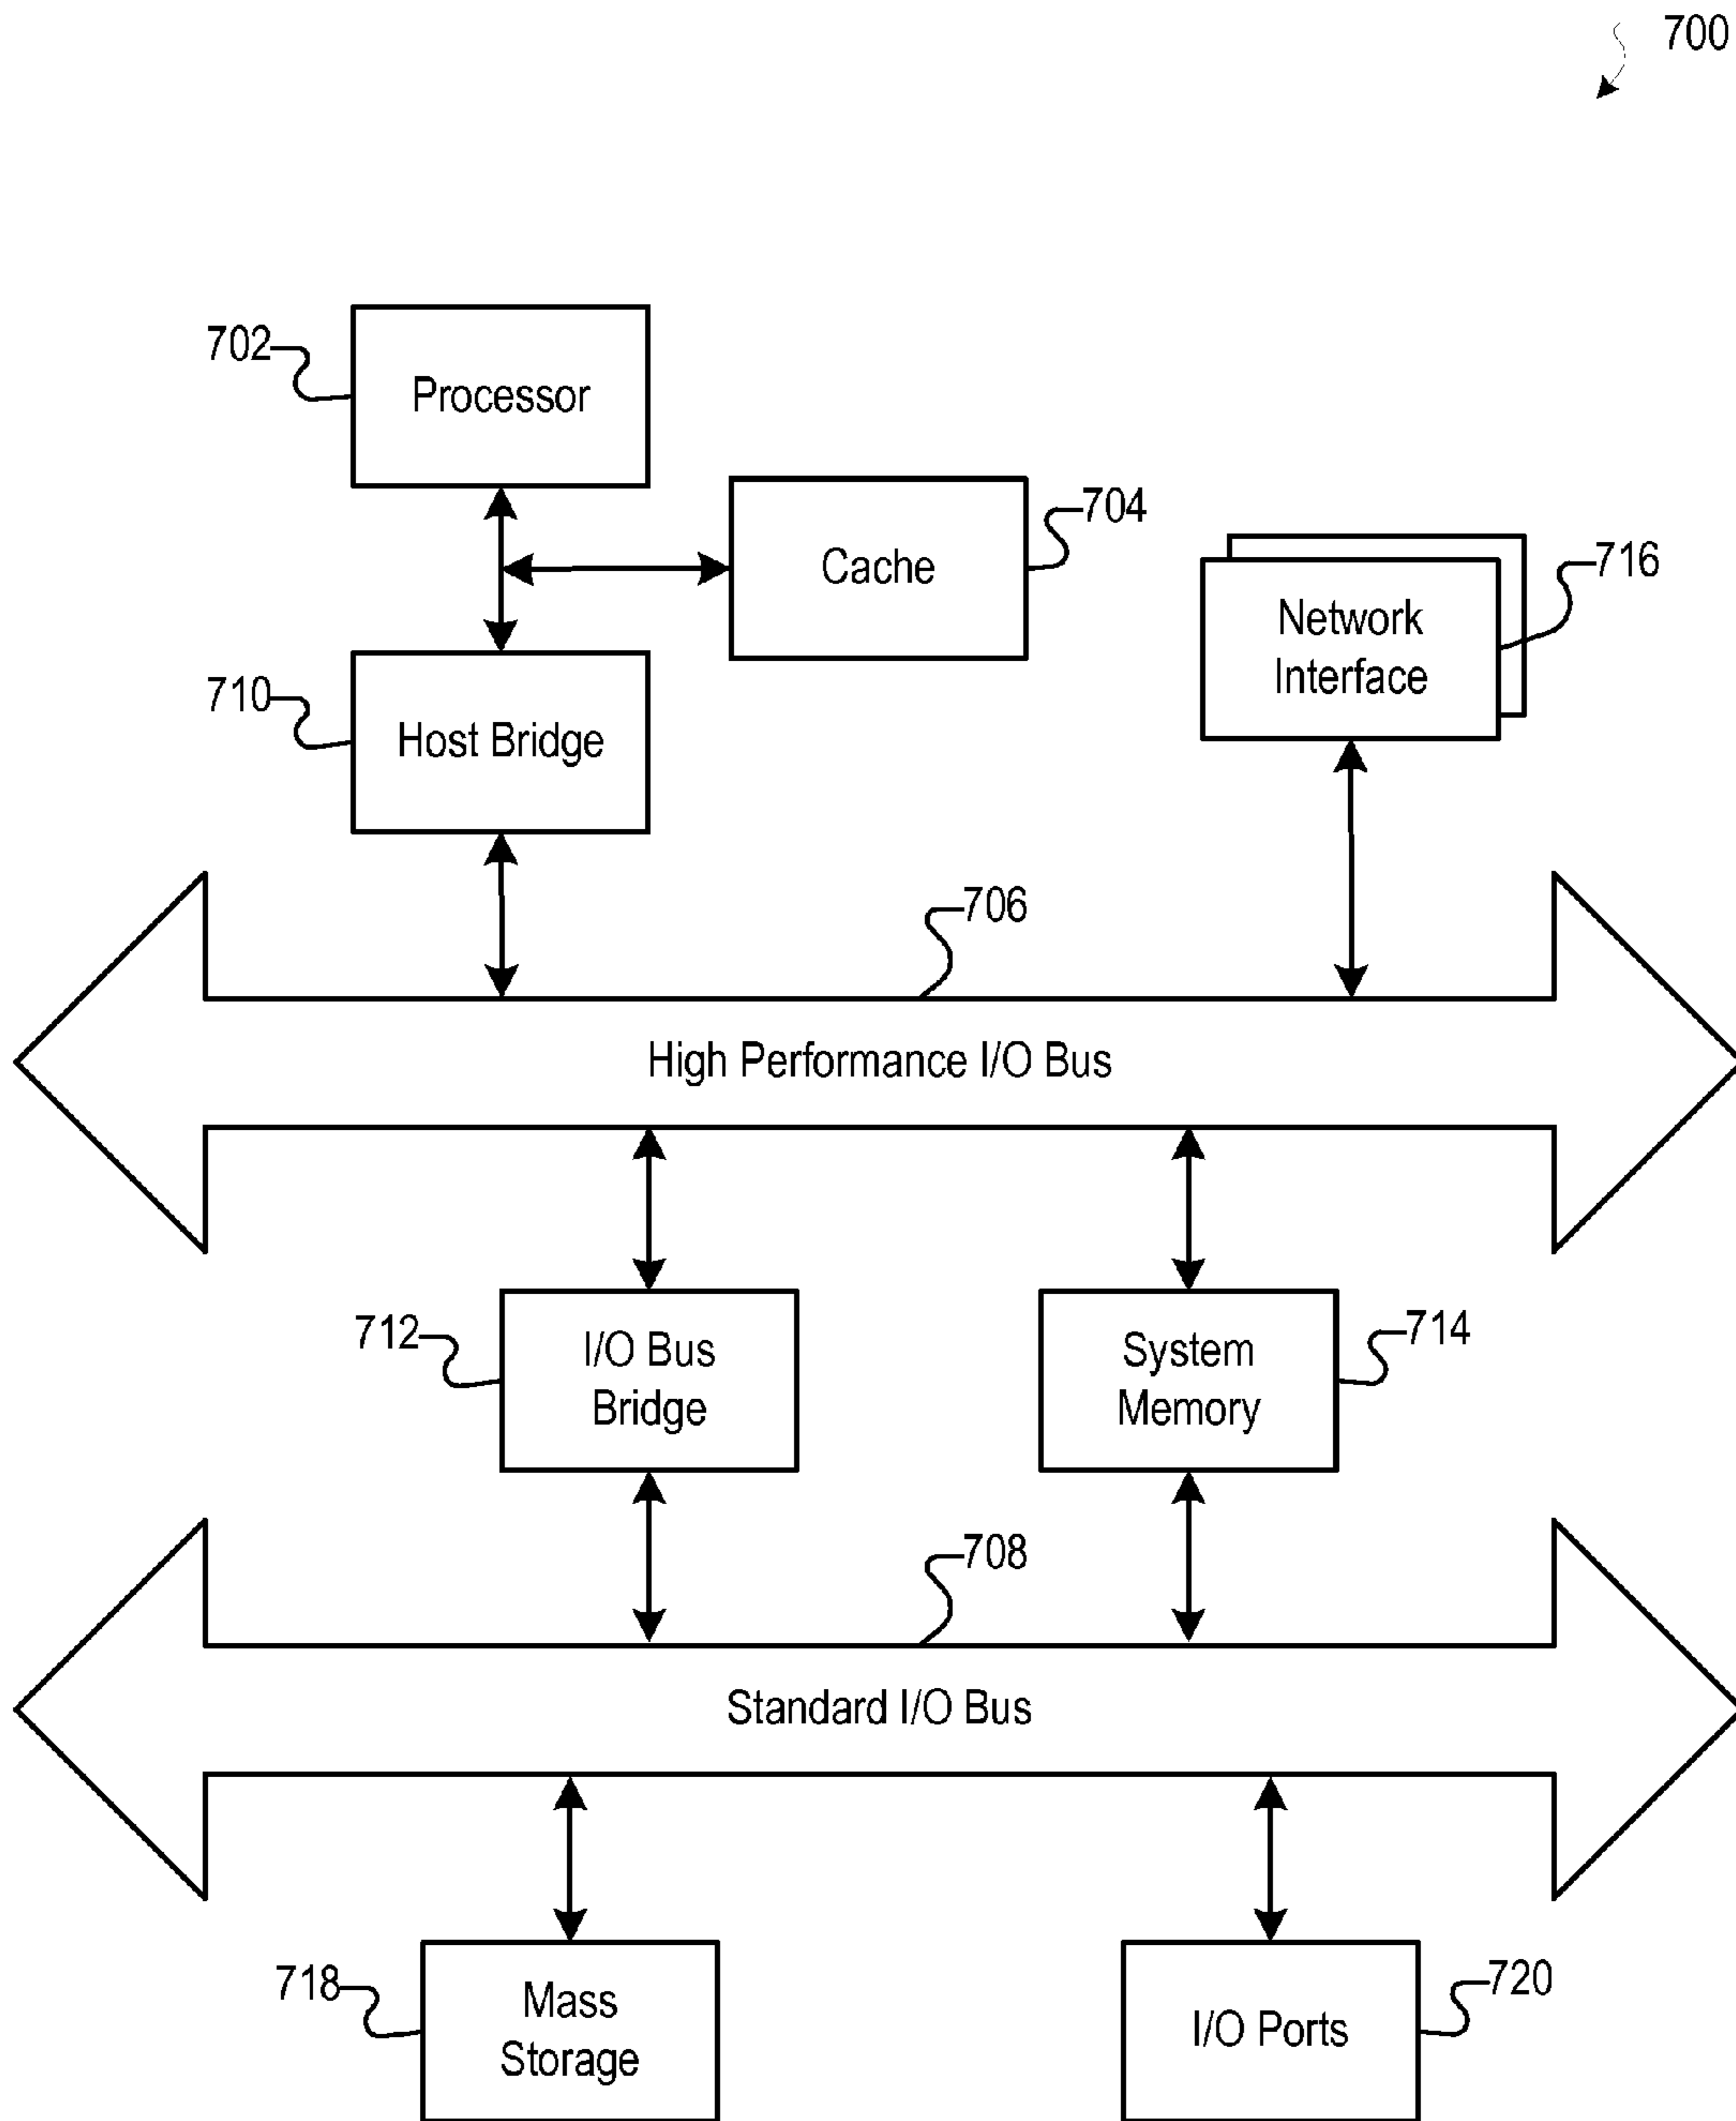 700
702
Processor
704
Cache
716
Network
Interface
710
Host Bridge
706
High Performance I/O Bus
712
I/O Bus
Bridge
System
Memory
714
708
Standard I/O Bus
718
Mass
Storage
I/O Ports
720